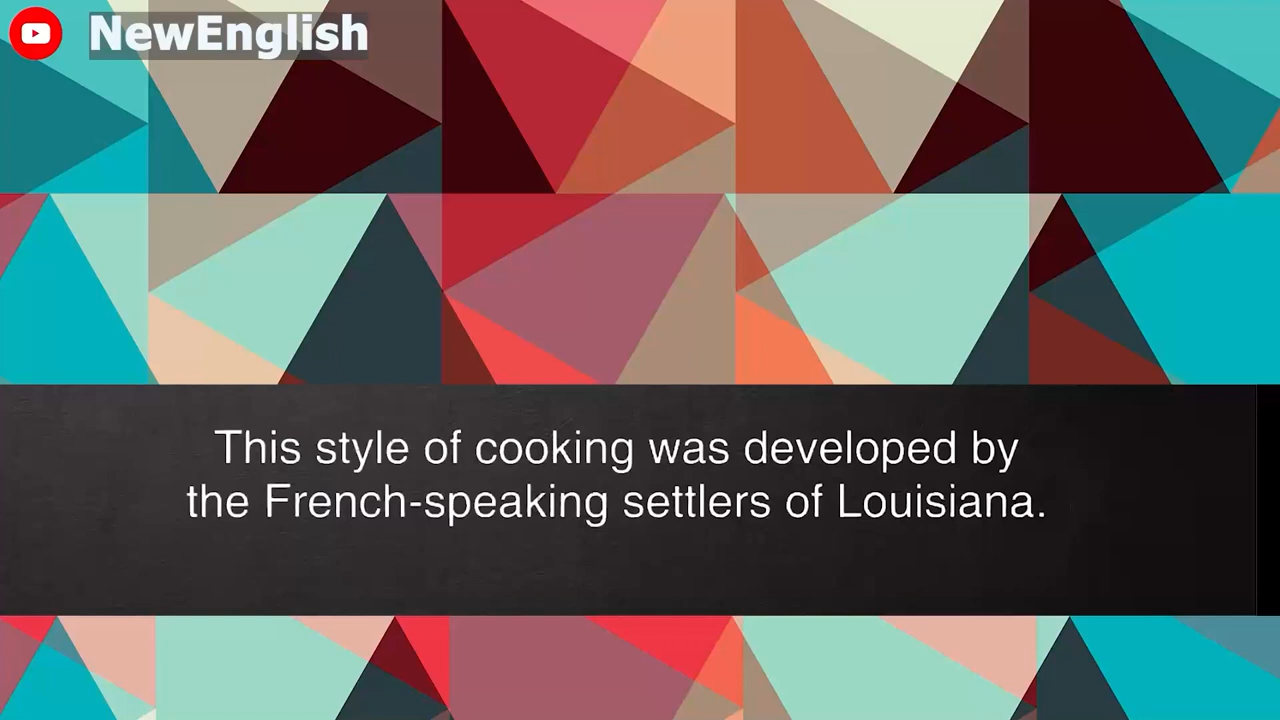 NewEnglish
This style of cooking was developed by
the French-speaking settlers of Louisiana.